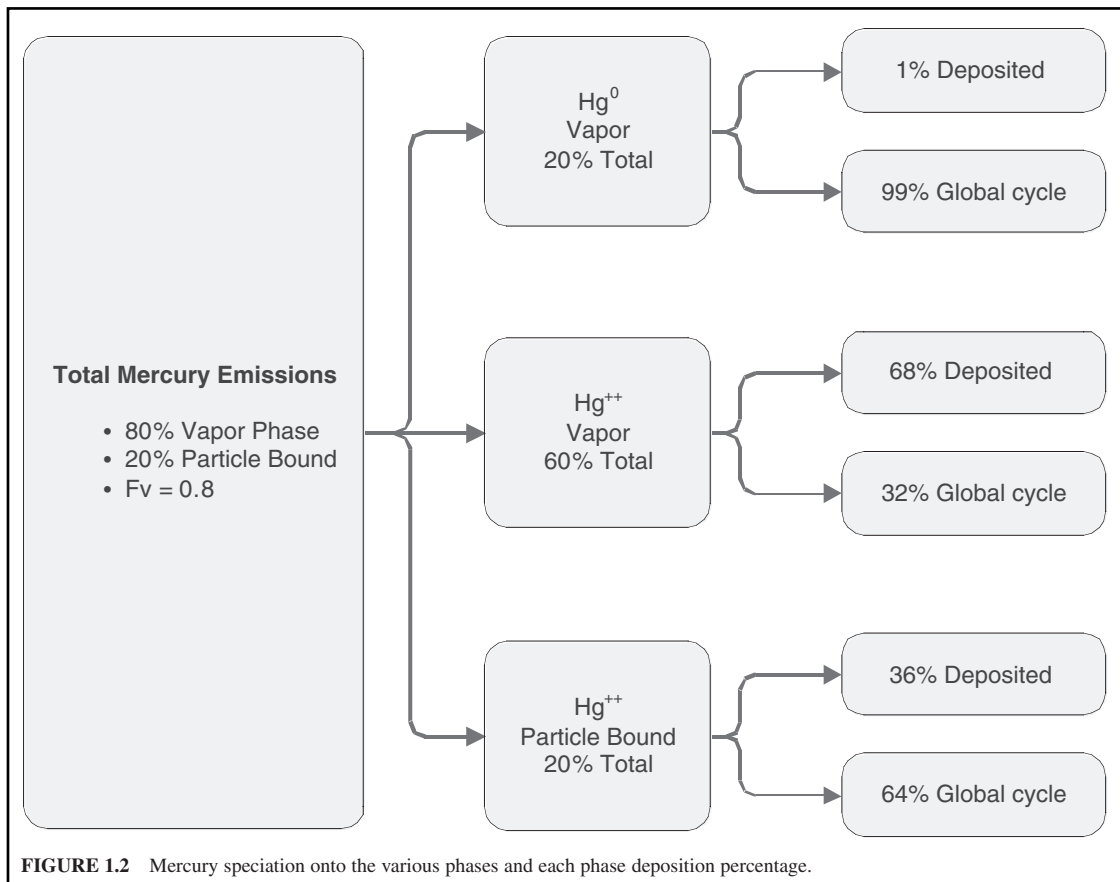 Total Mercury Emissions
• 80% Vapor Phase
• 20% Particle Bound
• Fv = 0.8
Hg⁰
Vapor
20% Total
1% Deposited
99% Global cycle
Hg⁺⁺
Vapor
60% Total
68% Deposited
32% Global cycle
Hg⁺⁺
Particle Bound
20% Total
36% Deposited
64% Global cycle
FIGURE 1.2 Mercury speciation onto the various phases and each phase deposition percentage.